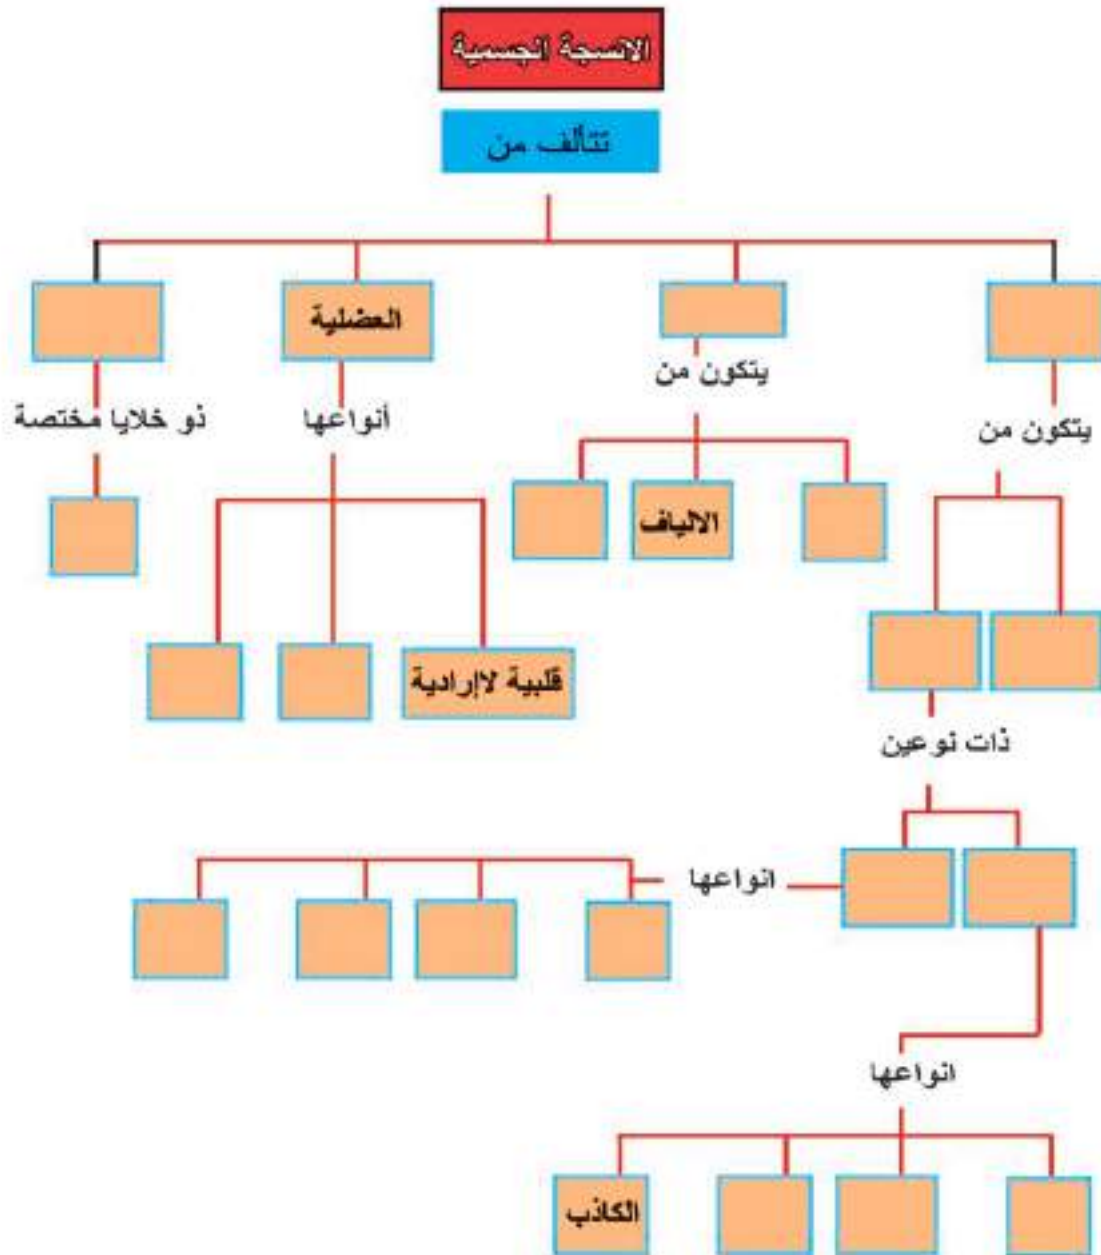 الانسجة الجسمية
تتألف من
العضلية
يتكون من
يتكون من
أنواعها
ذو خلايا مختصة
الالياف
قلبية لاإرادية
ذات نوعين
انواعها
انواعها
الكاذب